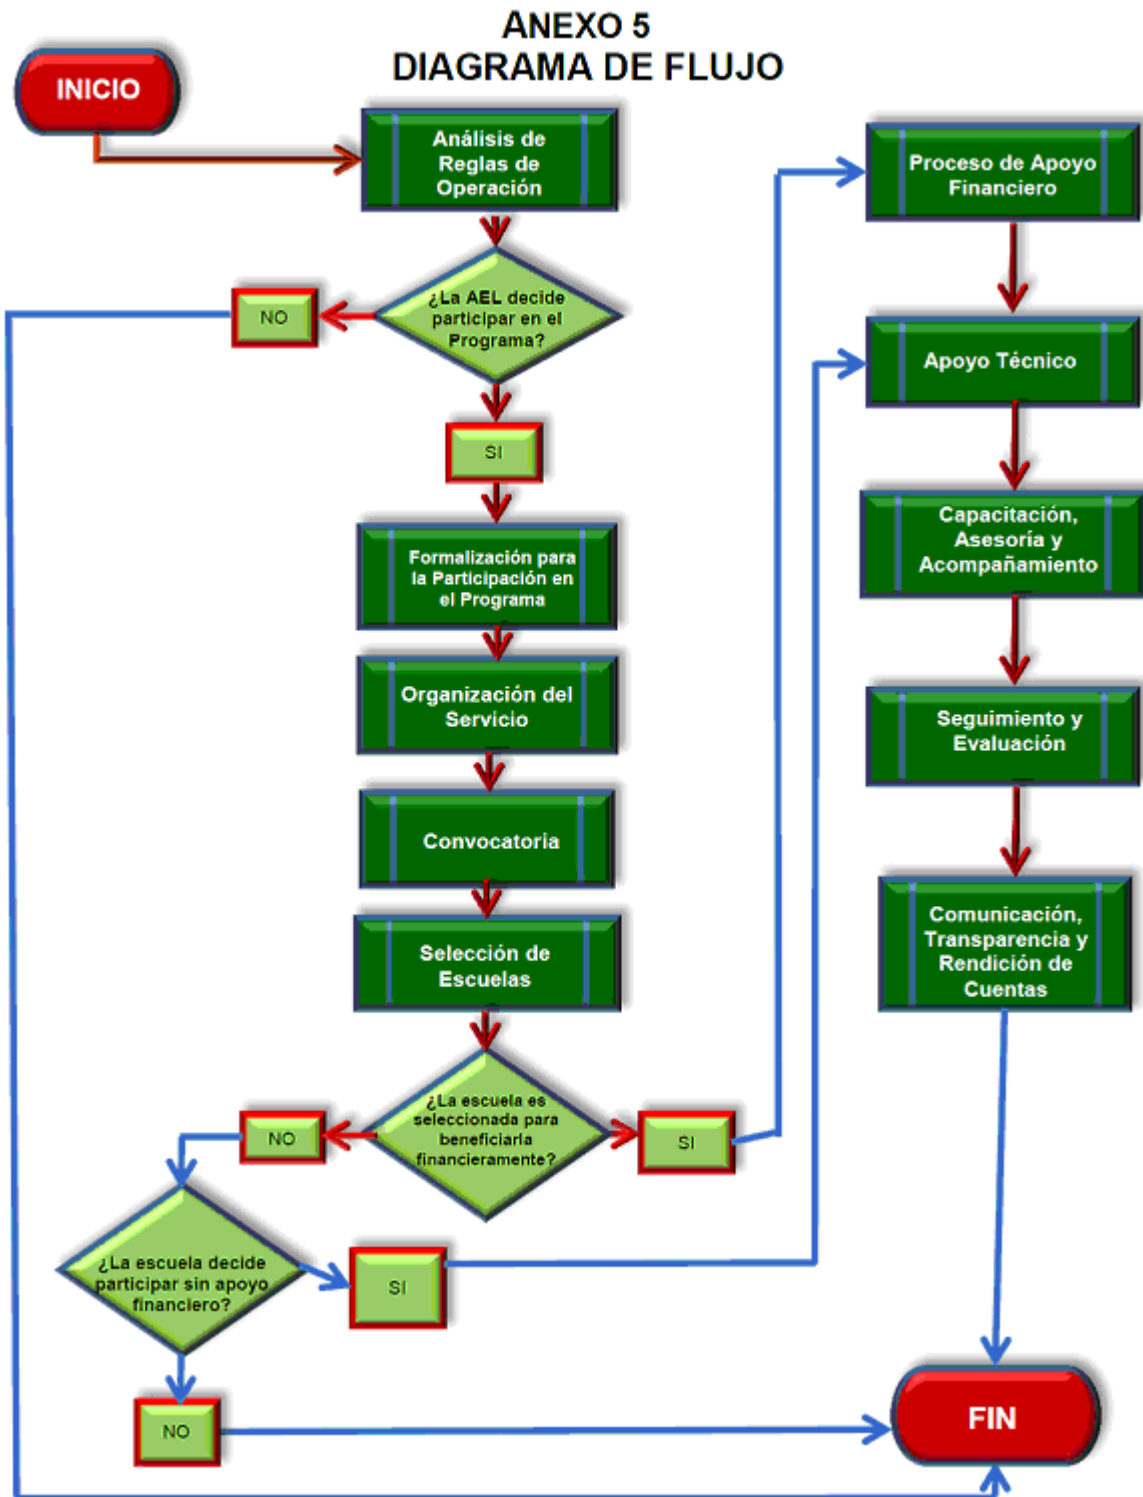 ANEXO 5
DIAGRAMA DE FLUJO
INICIO
Análisis de
Reglas de
Operación
¿La AEL decide
participar en el
Programa?
NO
SI
Formalización para
la Participación en
el Programa
Organización del
Servicio
Convocatoria
Selección de
Escuelas
¿La escuela es
seleccionada para
beneficiarla
financieramente?
NO
SI
¿La escuela decide
participar sin apoyo
financiero?
SI
NO
Proceso de Apoyo
Financiero
Apoyo Técnico
Capacitación,
Asesoría y
Acompañamiento
Seguimiento y
Evaluación
Comunicación,
Transparencia y
Rendición de
Cuentas
FIN